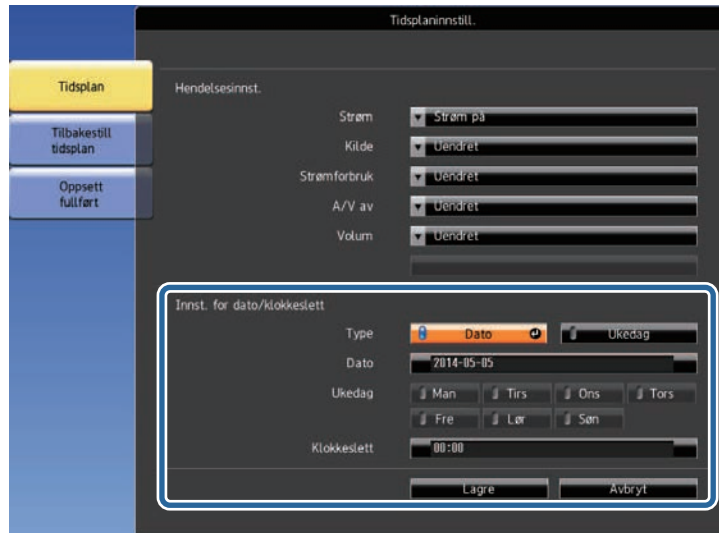 Tidsplaninnstill.
Tidsplan
Tilbakestill
tidsplan
Oppsett
fullført
Hendelsesinnst.
Strøm Strøm på
Kilde Uendret
Strømforbruk Uendret
A/V av Uendret
Volum Uendret
Innst. for dato/klokkeslett
Type Dato Ukedag
Dato 2014-05-05
Ukedag Man Tirs Ons Tors
Fre Lør Søn
Klokkeslett 00:00
Lagre Avbryt